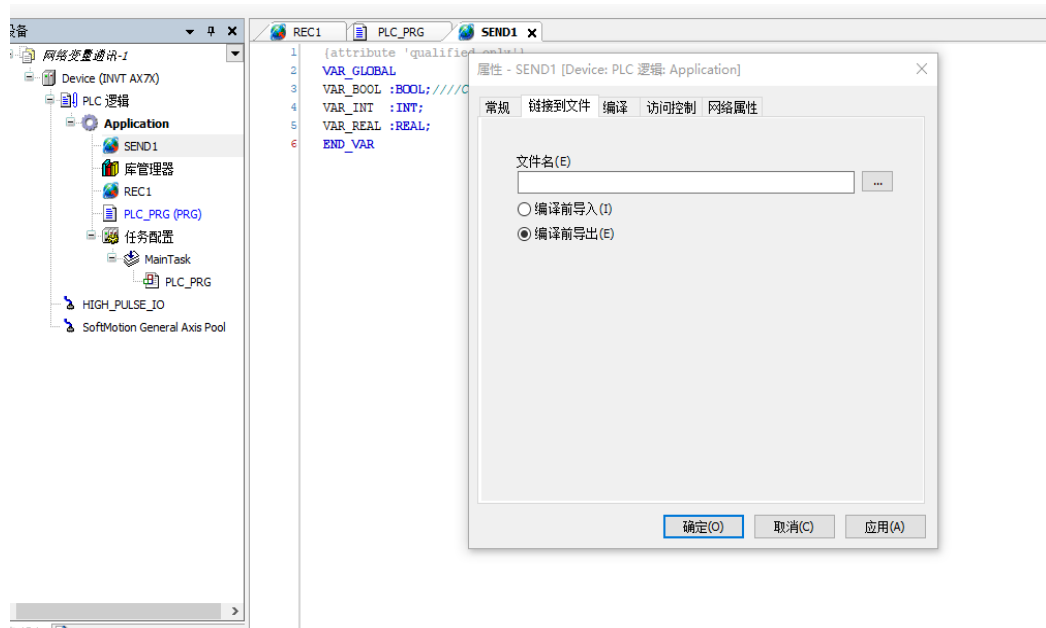 设备
网络变量通讯-1
Device (INVT AX7X)
PLC 逻辑
Application
SEND1
库管理器
REC1
PLC_PRG (PRG)
任务配置
MainTask
PLC_PRG
HIGH_PULSE_IO
SoftMotion General Axis Pool
REC1 PLC_PRG SEND1
1 {attribute 'qualified_only'}
2 VAR_GLOBAL
3 VAR_BOOL :BOOL;////C
4 VAR_INT :INT;
5 VAR_REAL :REAL;
6 END_VAR
属性 - SEND1 [Device: PLC 逻辑: Application]
常规 链接到文件 编译 访问控制 网络属性
文件名(E)
...
编译前导入(I)
编译前导出(E)
确定(O) 取消(C) 应用(A)